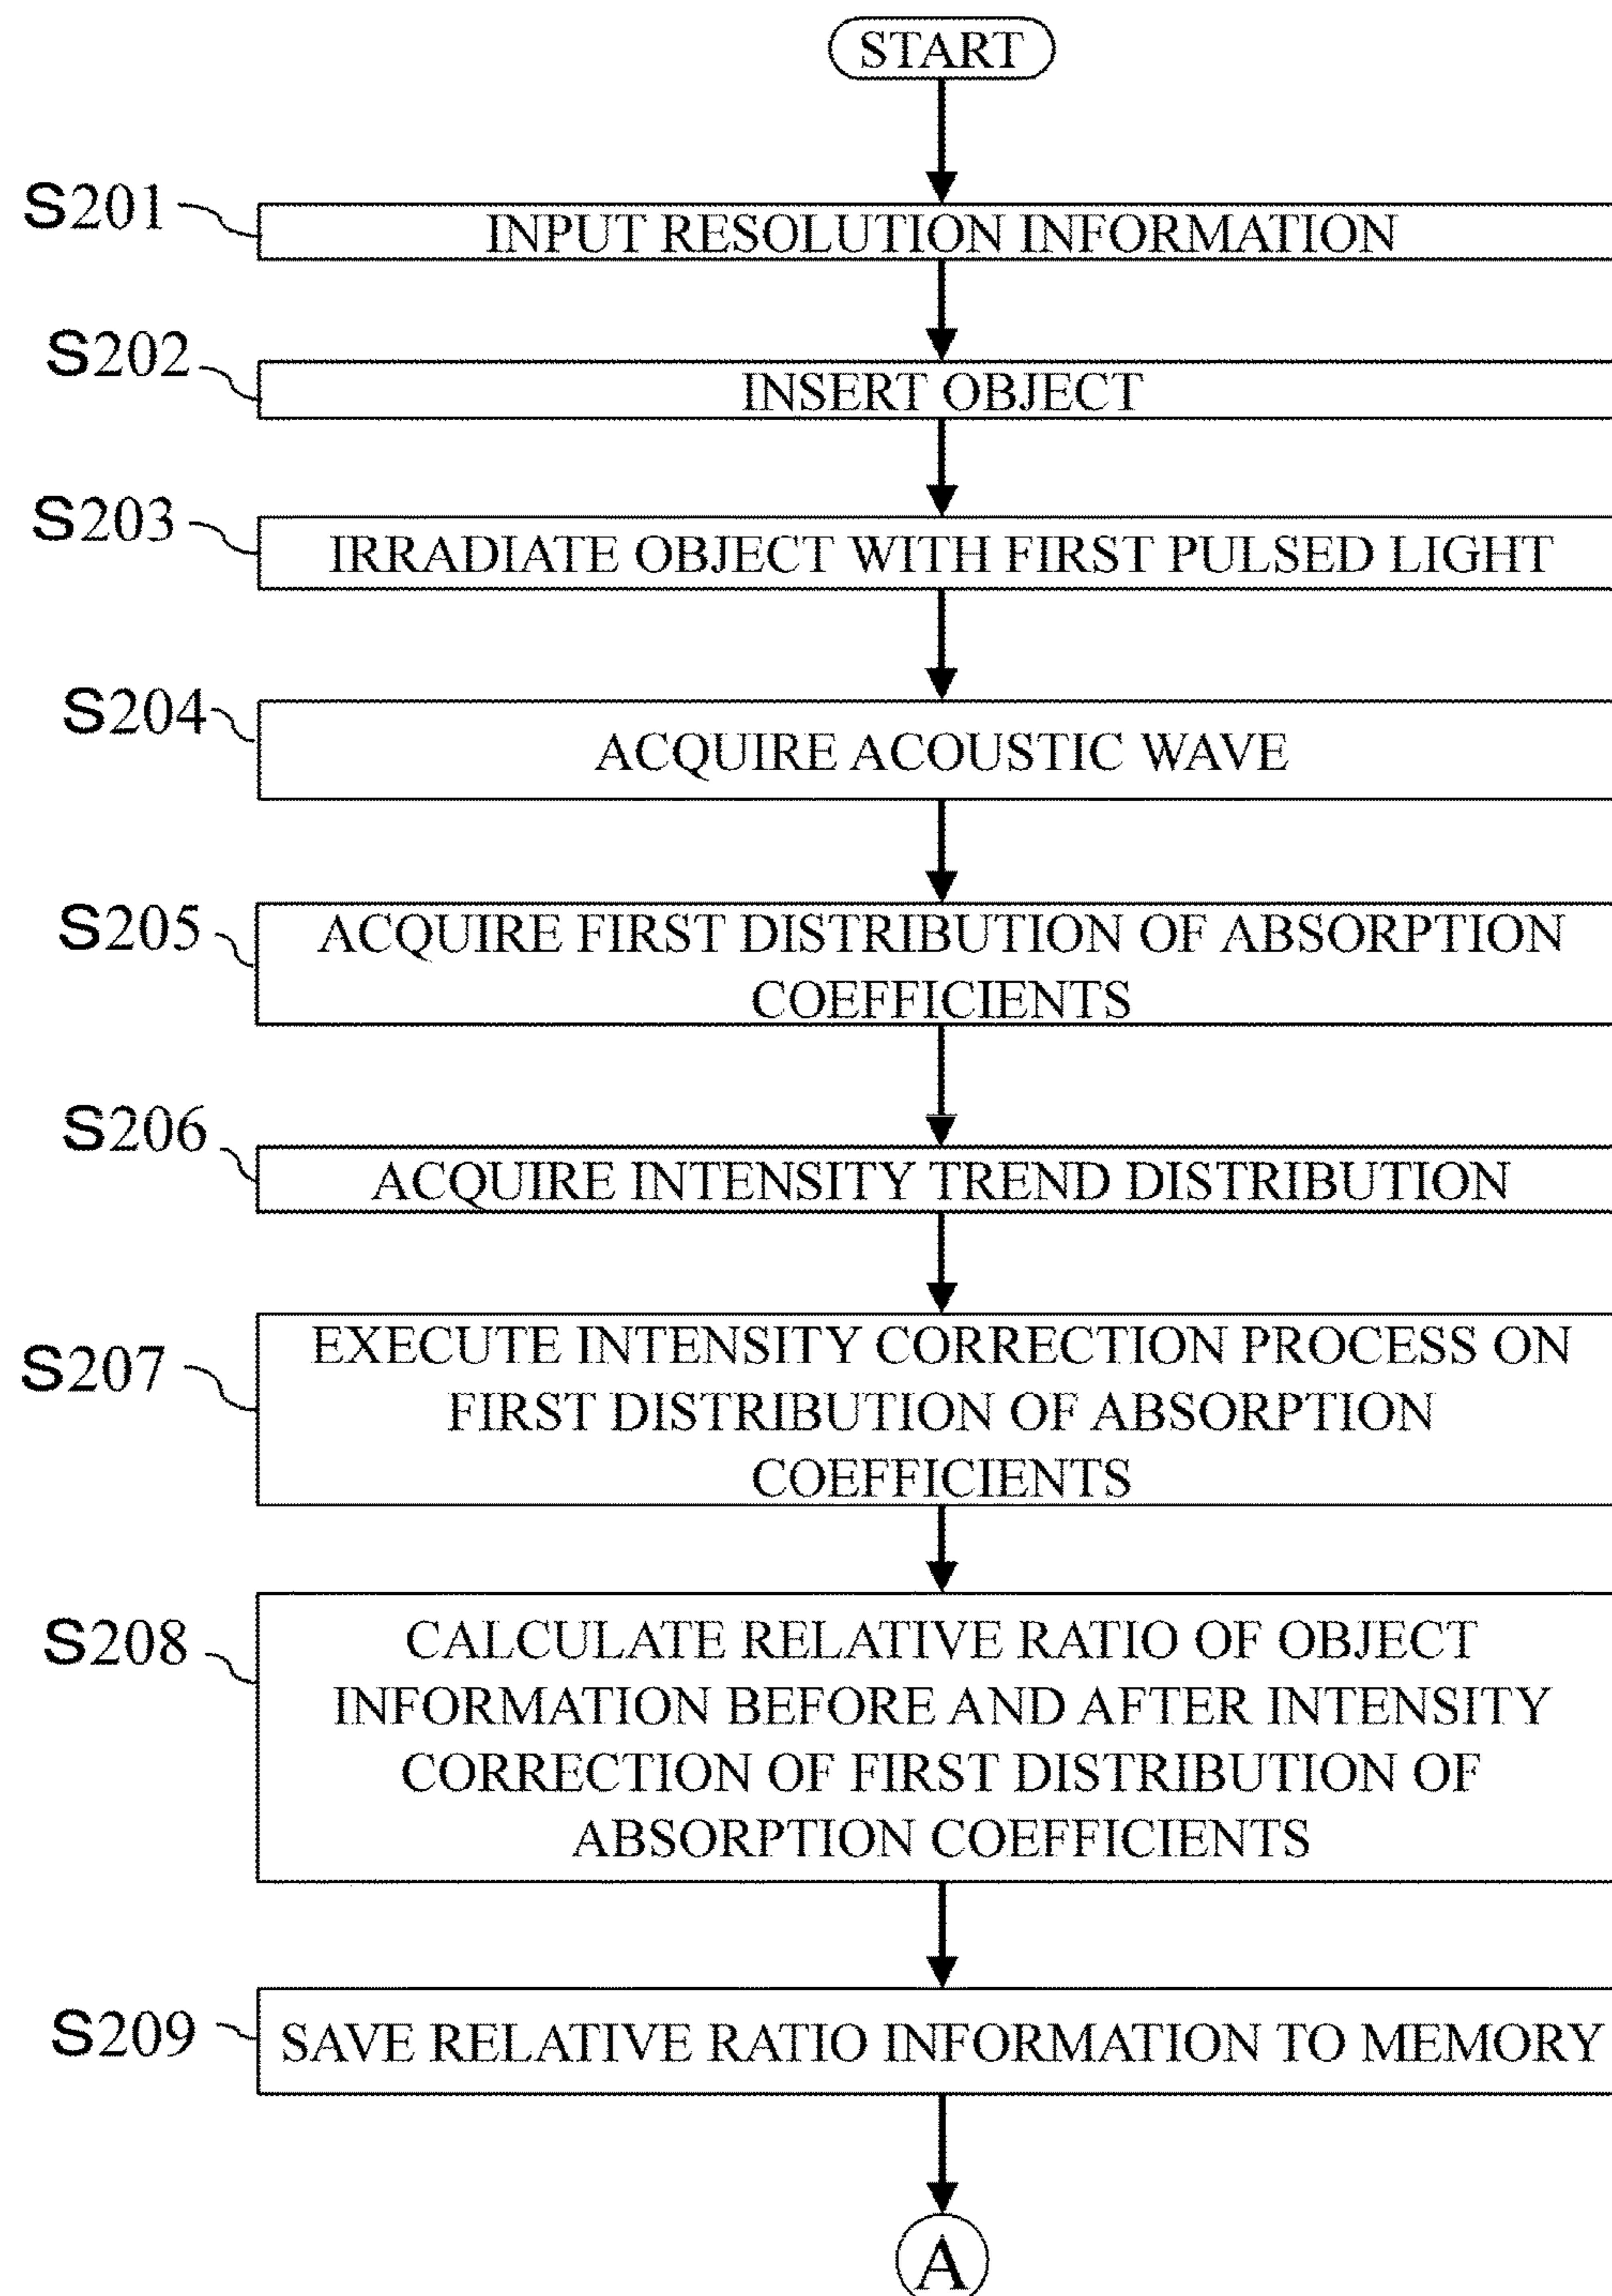 START
S201
INPUT RESOLUTION INFORMATION
S202
INSERT OBJECT
S203
IRRADIATE OBJECT WITH FIRST PULSED LIGHT
S204
ACQUIRE ACOUSTIC WAVE
S205
ACQUIRE FIRST DISTRIBUTION OF ABSORPTION
COEFFICIENTS
S206
ACQUIRE INTENSITY TREND DISTRIBUTION
S207
EXECUTE INTENSITY CORRECTION PROCESS ON
FIRST DISTRIBUTION OF ABSORPTION
COEFFICIENTS
S208
CALCULATE RELATIVE RATIO OF OBJECT
INFORMATION BEFORE AND AFTER INTENSITY
CORRECTION OF FIRST DISTRIBUTION OF
ABSORPTION COEFFICIENTS
S209
SAVE RELATIVE RATIO INFORMATION TO MEMORY
A